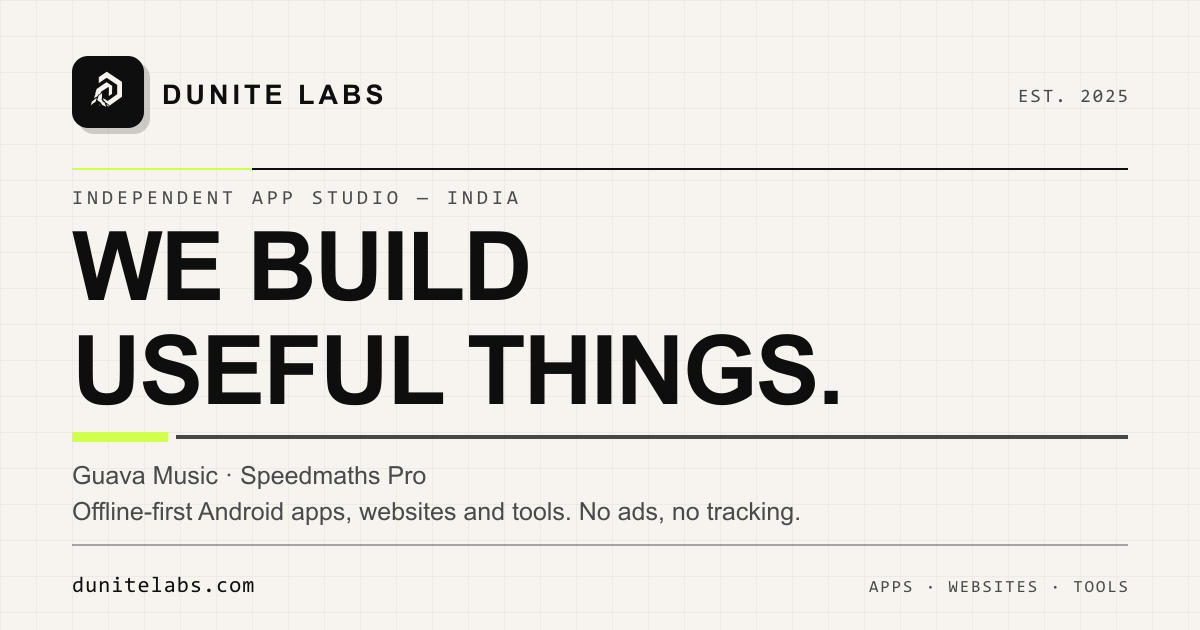 DUNITE LABS
EST. 2025
INDEPENDENT APP STUDIO — INDIA
WE BUILD
USEFUL THINGS.
Guava Music · Speedmaths Pro
Offline-first Android apps, websites and tools. No ads, no tracking.
dunitelabs.com
APPS · WEBSITES · TOOLS